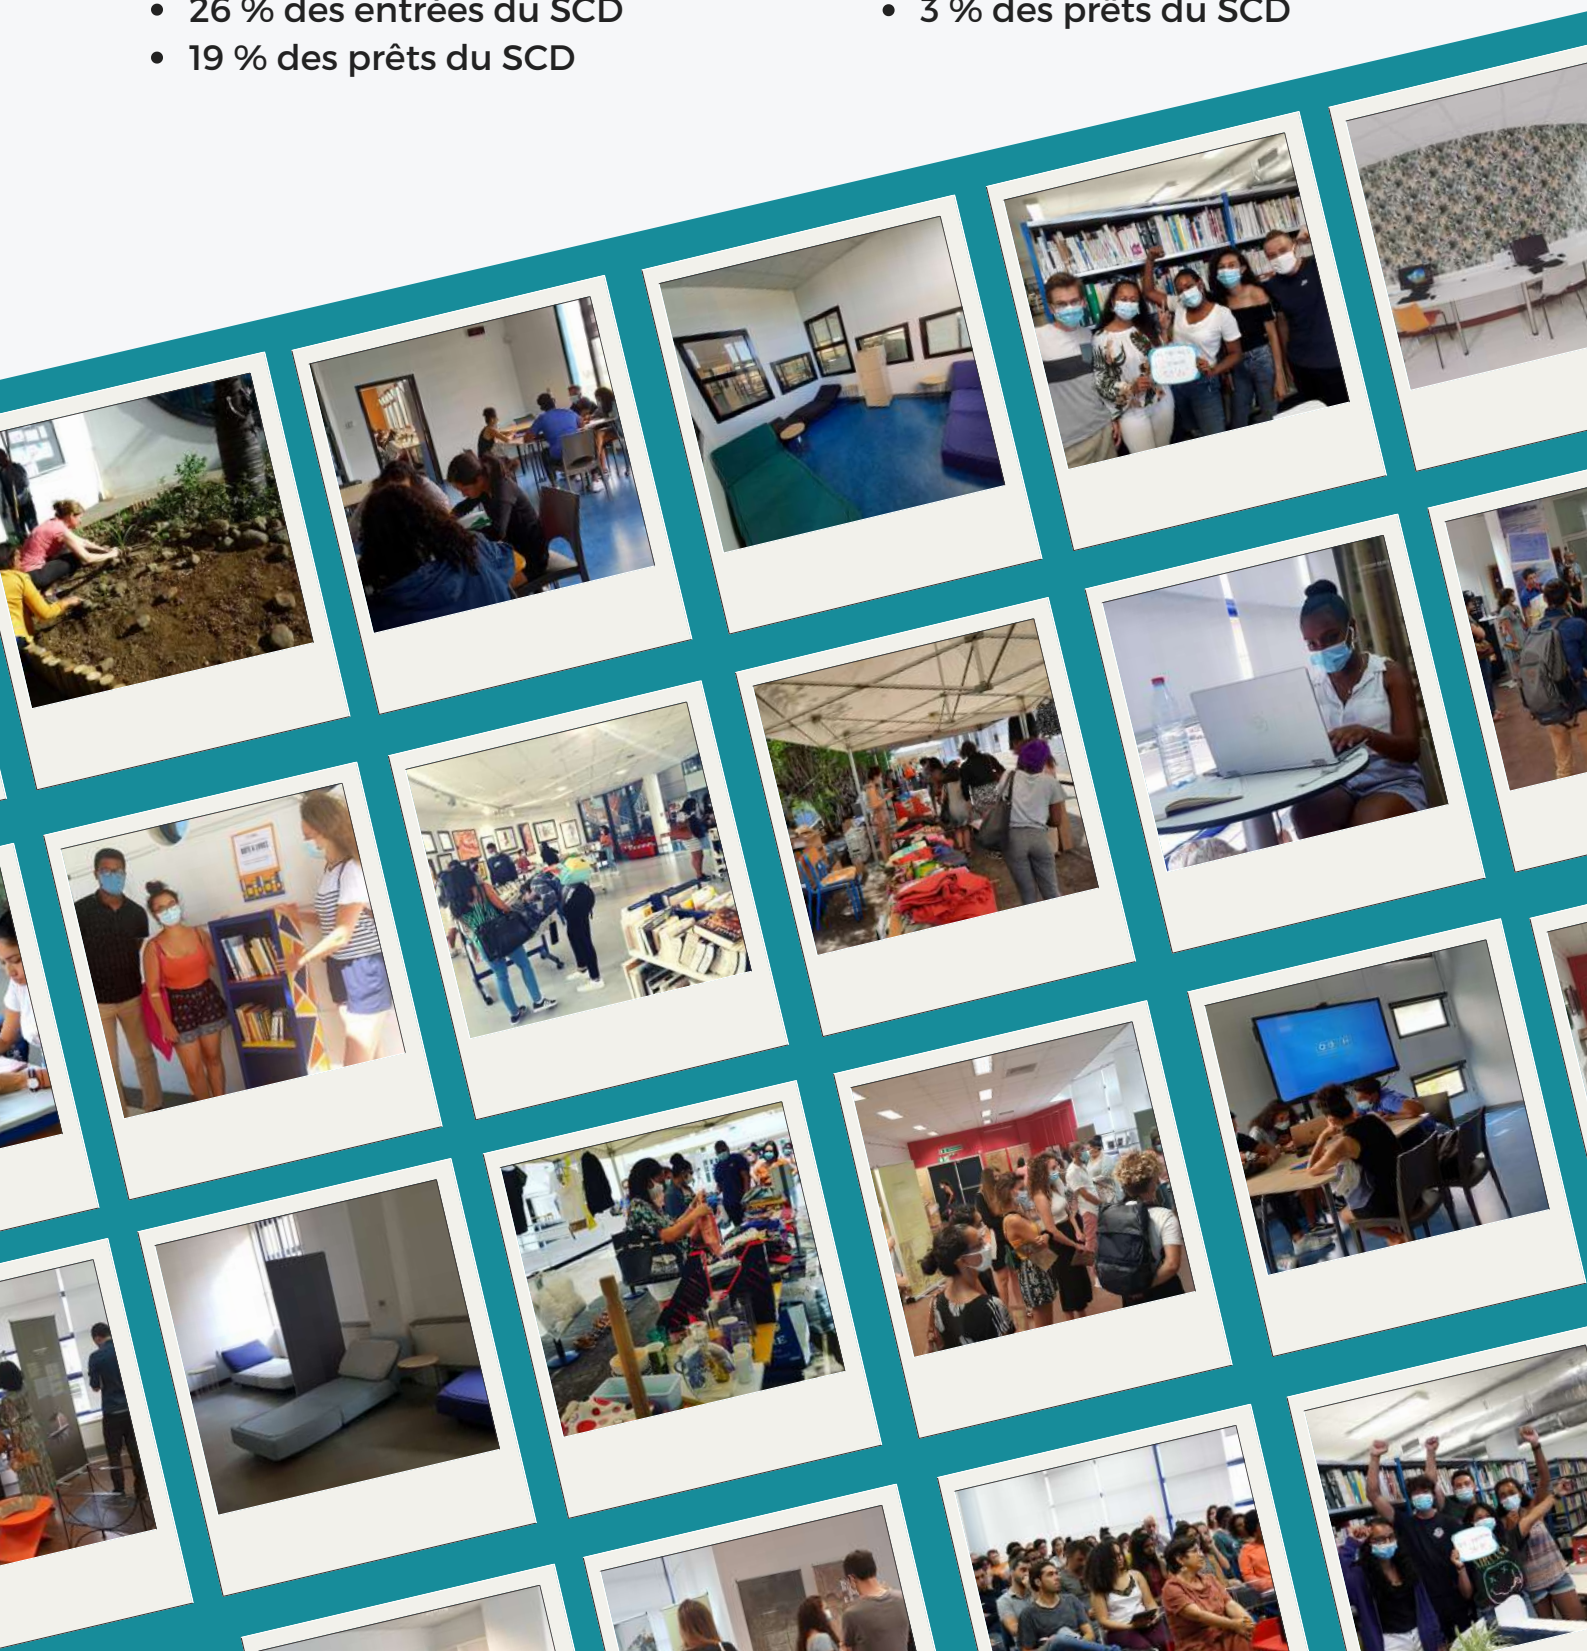 26 % des entrées du SCD
19 % des prêts du SCD
3 % des prêts du SCD